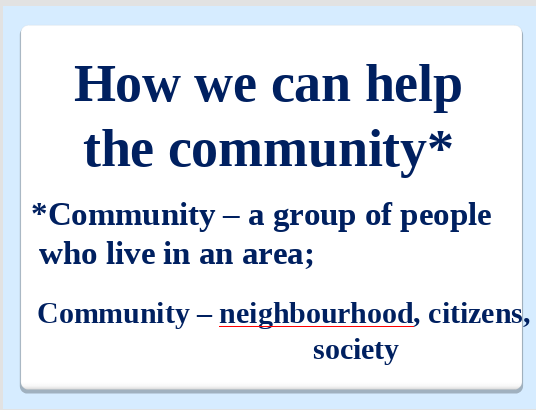 How we can help
the community*
*Community – a group of people
who live in an area;
Community – neighbourhood, citizens,
society